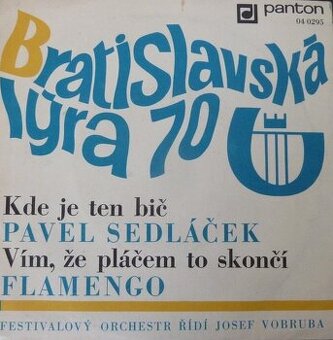 panton
04 0295
Bratislavská
lyra 70
Kde je ten bič
PAVEL SEDLÁČEK
Vím, že pláčem to skončí
FLAMENGO
FESTIVALOVÝ ORCHESTR ŘÍDÍ JOSEF VOBRUBA